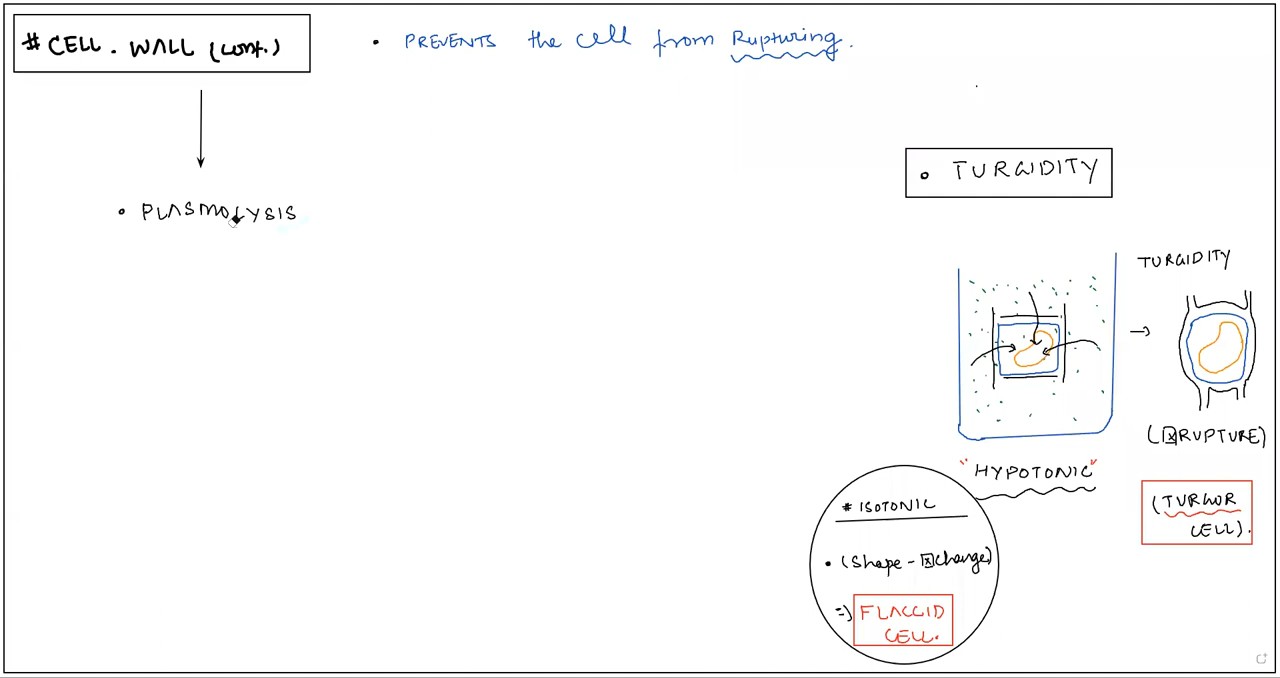 # CELL. WALL (cont.)
• PREVENTS the cell from Rupturing.
• PLASMOLYSIS
• TURGIDITY
TURGIDITY
(☒ RUPTURE)
"HYPOTONIC"
(TURGOR
CELL).
# ISOTONIC
• (Shape - ☒ change)
=) FLACCID
CELL.